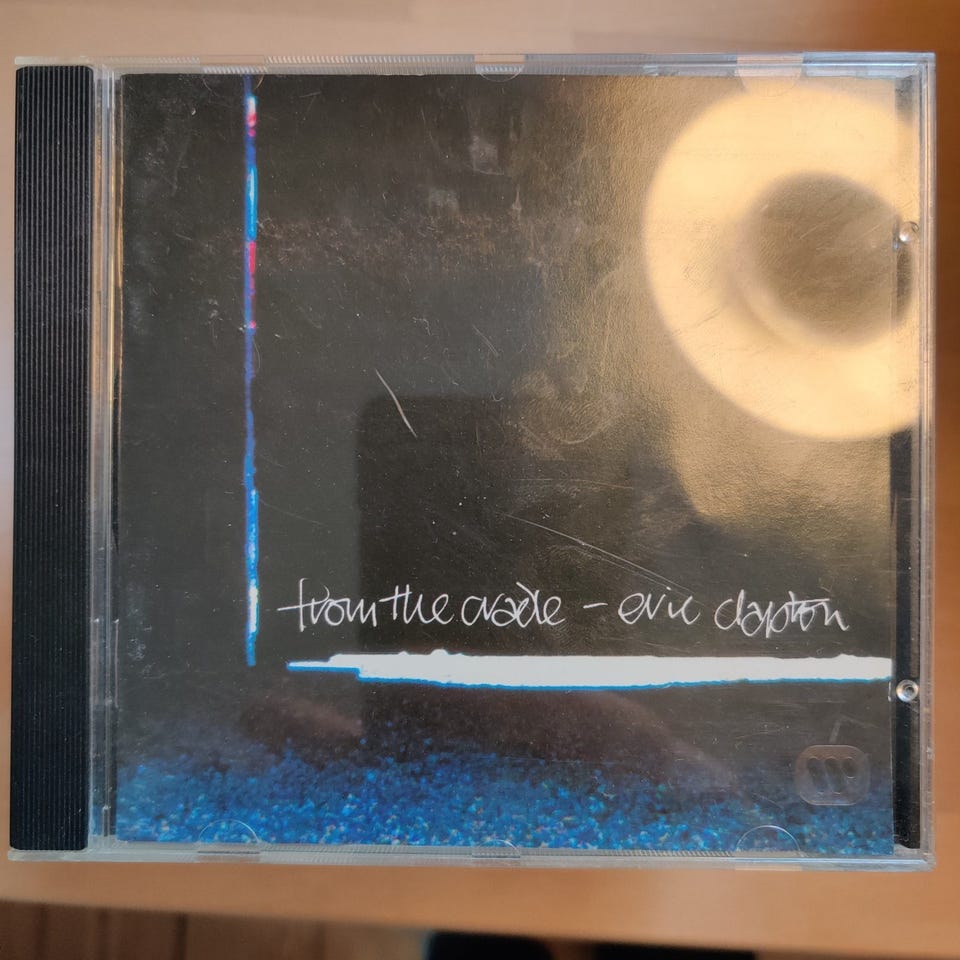 from the cradle - eric clapton